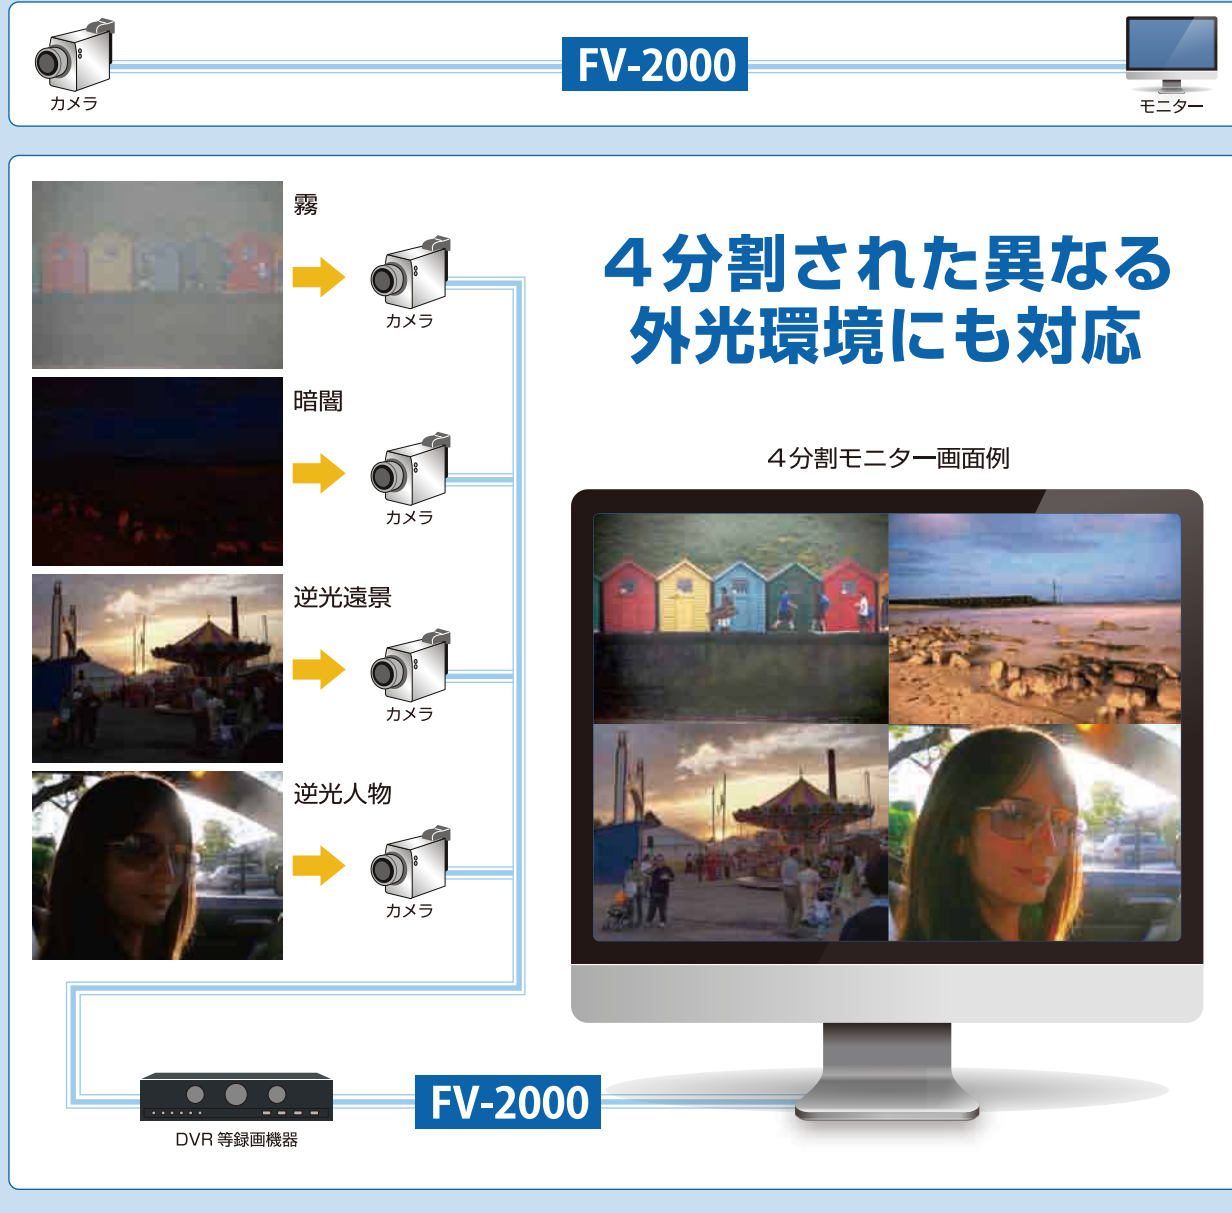 FV-2000
カメラ
モニター
霧
カメラ
暗闇
カメラ
逆光遠景
カメラ
逆光人物
カメラ
4分割された異なる
外光環境にも対応
4分割モニター画面例
FV-2000
DVR 等録画機器